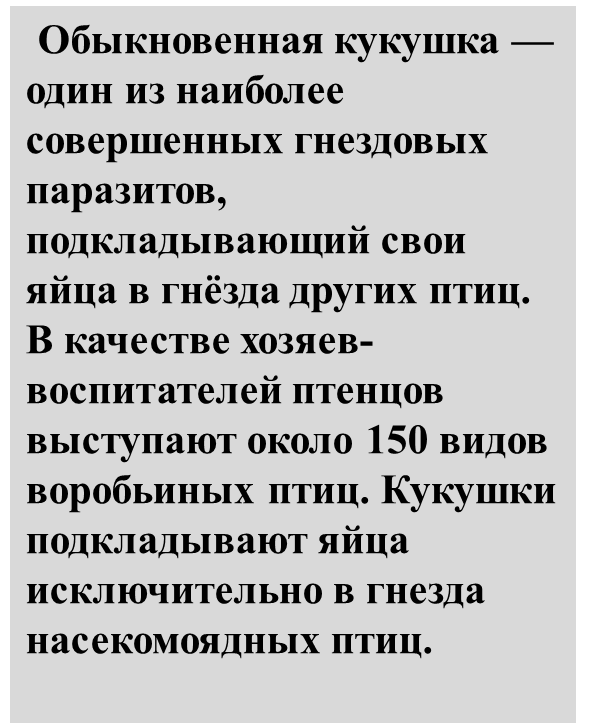 Обыкновенная кукушка —
один из наиболее
совершенных гнездовых
паразитов,
подкладывающий свои
яйца в гнёзда других птиц.
В качестве хозяев-
воспитателей птенцов
выступают около 150 видов
воробьиных птиц. Кукушки
подкладывают яйца
исключительно в гнезда
насекомоядных птиц.